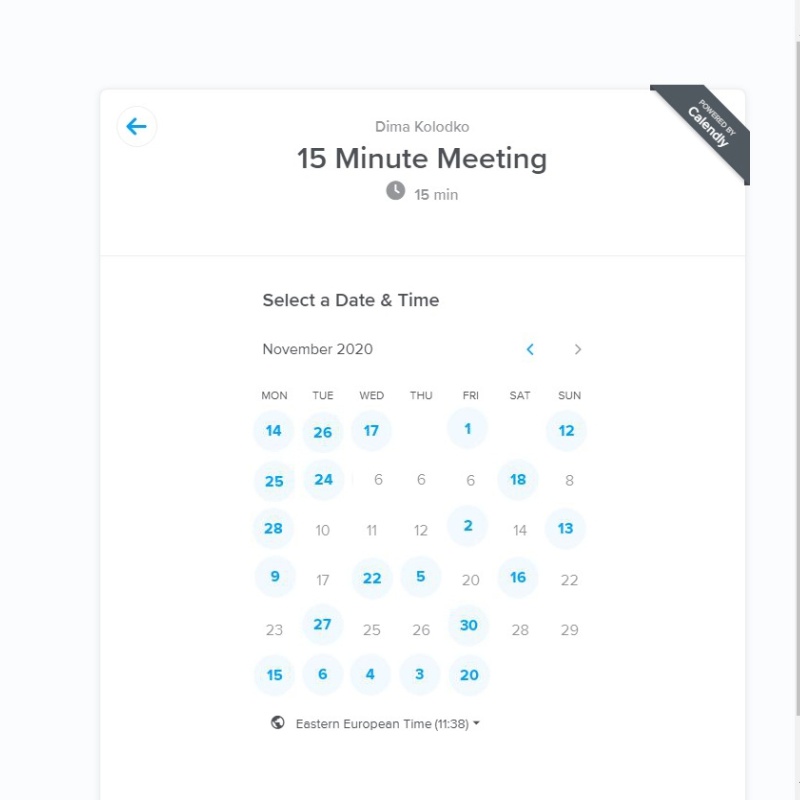 POWERED BY
Calendly
Dima Kolodko
15 Minute Meeting
15 min
Select a Date & Time
November 2020
MON TUE WED THU FRI SAT SUN
14 26 17 1 12
25 24 6 6 6 18 8
28 10 11 12 2 14 13
9 17 22 5 20 16 22
23 27 25 26 30 28 29
15 6 4 3 20
Eastern European Time (11:38)